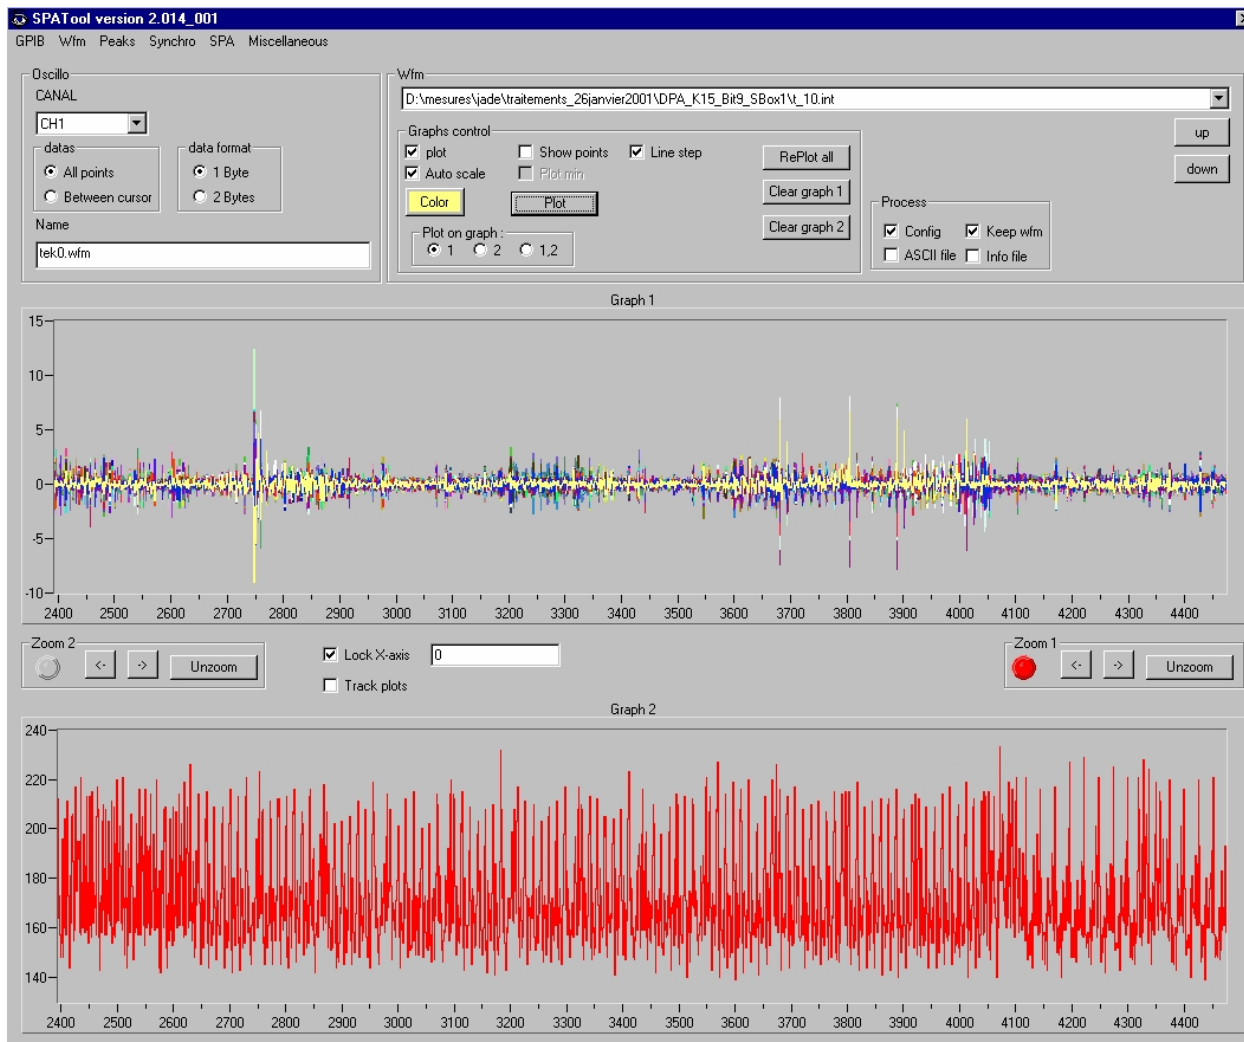 SPATool version 2.014_001
GPIB Wfm Peaks Synchro SPA Miscellaneous
Oscillo
CANAL
CH1
datas
All points
Between cursor
data format
1 Byte
2 Bytes
Name
tek0.wfm
Wfm
D:\mesures\jade\traitements_26janvier2001\DPA_K15_Bit9_SBox1\t_10.int
Graphs control
plot Show points Line step
Auto scale Plot min
Color Plot
Plot on graph :
1 2 1,2
RePlot all
Clear graph 1
Clear graph 2
up
down
Process
Config Keep wfm
ASCII file Info file
Graph 1
15
10
5
0
-5
-10
2400 2500 2600 2700 2800 2900 3000 3100 3200 3300 3400 3500 3600 3700 3800 3900 4000 4100 4200 4300 4400
Zoom 2
<- -> Unzoom
Lock X-axis 0
Track plots
Zoom 1
<- -> Unzoom
Graph 2
240
220
200
180
160
140
2400 2500 2600 2700 2800 2900 3000 3100 3200 3300 3400 3500 3600 3700 3800 3900 4000 4100 4200 4300 4400